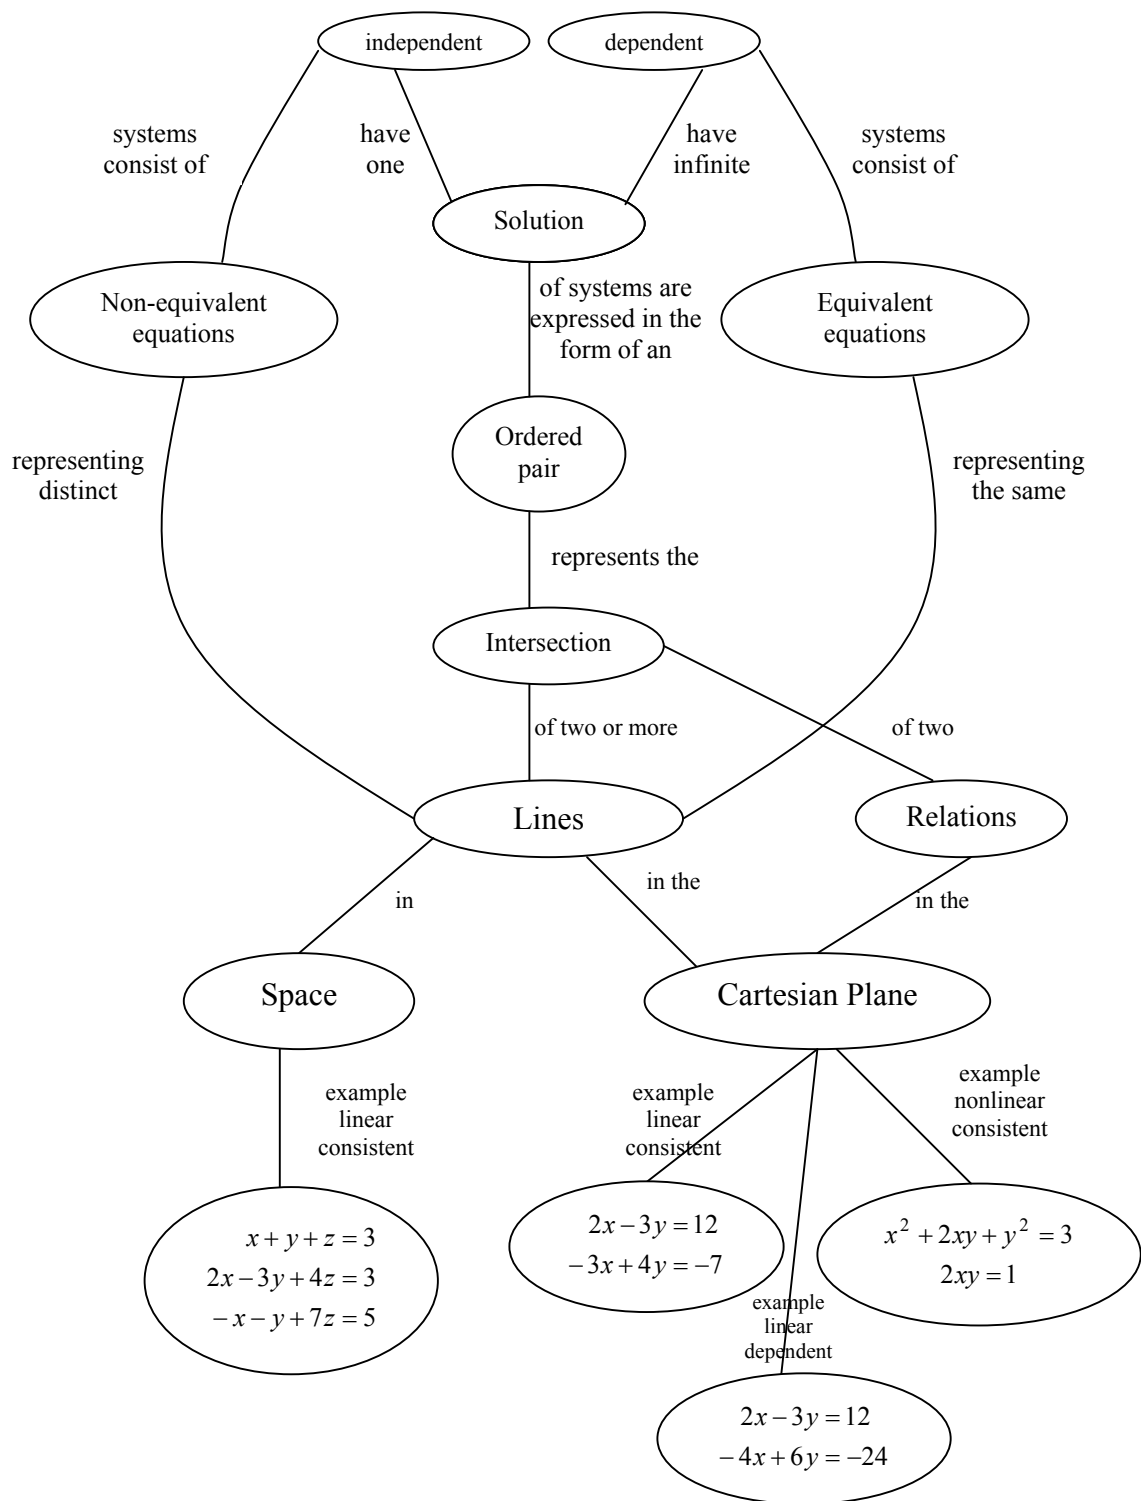 independent
dependent
systems
consist of
have
one
have
infinite
systems
consist of
Solution
Non-equivalent
equations
of systems are
expressed in the
form of an
Equivalent
equations
Ordered
pair
representing
distinct
representing
the same
represents the
Intersection
of two or more
of two
Lines
Relations
in
in the
in the
Space
Cartesian Plane
example
linear
consistent
example
linear
consistent
example
nonlinear
consistent
x + y + z = 3
2x − 3y + 4z = 3
− x − y + 7z = 5
2x − 3y = 12
−3x + 4y = −7
x² + 2xy + y² = 3
2xy = 1
example
linear
dependent
2x − 3y = 12
− 4x + 6y = −24